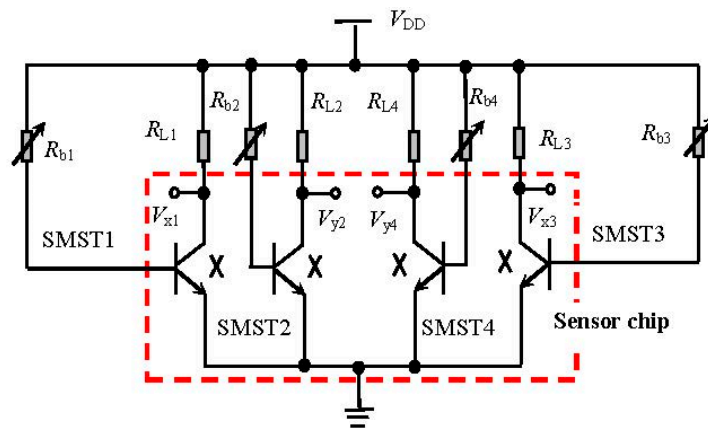 VDD
Rb2
RL2
RL4
Rb4
Rb1
RL1
RL3
Rb3
Vx1
Vy2
Vy4
Vx3
SMST1
SMST3
X
X
X
X
SMST2
SMST4
Sensor chip